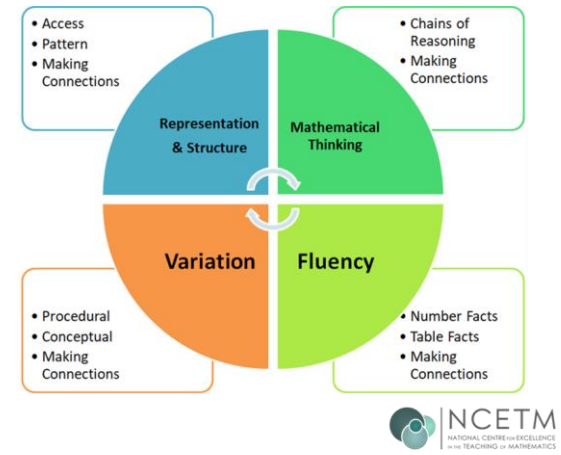 • Access
• Pattern
• Making
Connections
• Chains of
Reasoning
• Making
Connections
Representation
& Structure
Mathematical
Thinking
Variation
Fluency
• Procedural
• Conceptual
• Making
Connections
• Number Facts
• Table Facts
• Making
Connections
NCETM
NATIONAL CENTRE FOR EXCELLENCE
IN THE TEACHING OF MATHEMATICS